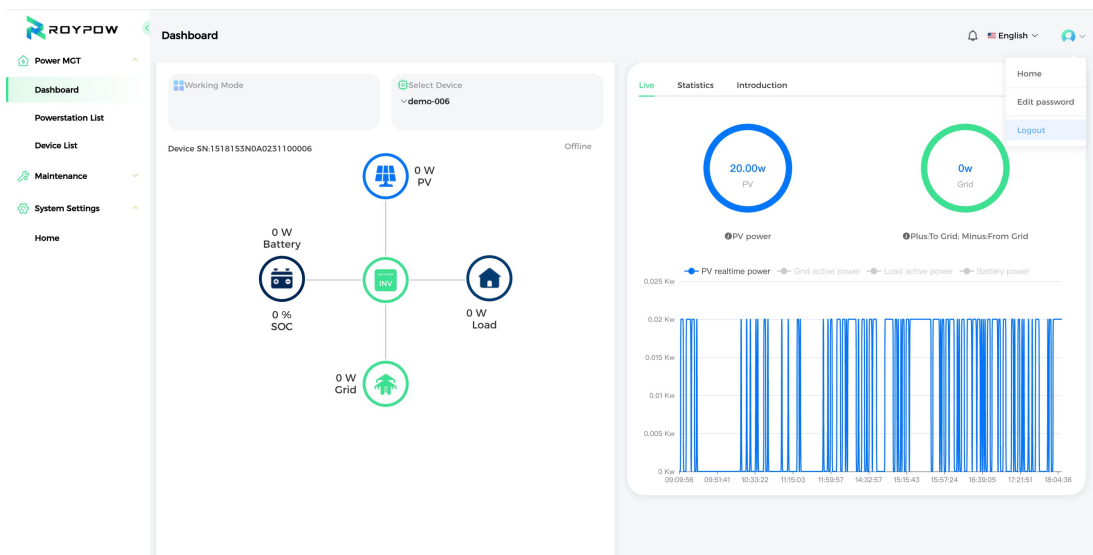 ROYPOW
Dashboard
English
Power MGT
Dashboard
Powerstation List
Device List
Maintenance
System Settings
Home
Home
Edit password
Logout
Working Mode
Select Device
demo-006
Device SN:1518153N0A0231100006
Offline
0 W
PV
0 W
Battery
INV
0 %
SOC
0 W
Load
0 W
Grid
Live Statistics Introduction
20.00w
PV
0w
Grid
PV power
Plus:To Grid; Minus:From Grid
PV realtime power Grid active power Load active power Battery power
0.025 Kw
0.02 Kw
0.015 Kw
0.01 Kw
0.005 Kw
0 Kw
09:09:56 09:51:41 10:33:22 11:15:03 11:59:57 14:32:57 15:15:43 15:57:24 16:39:05 17:21:51 18:04:36